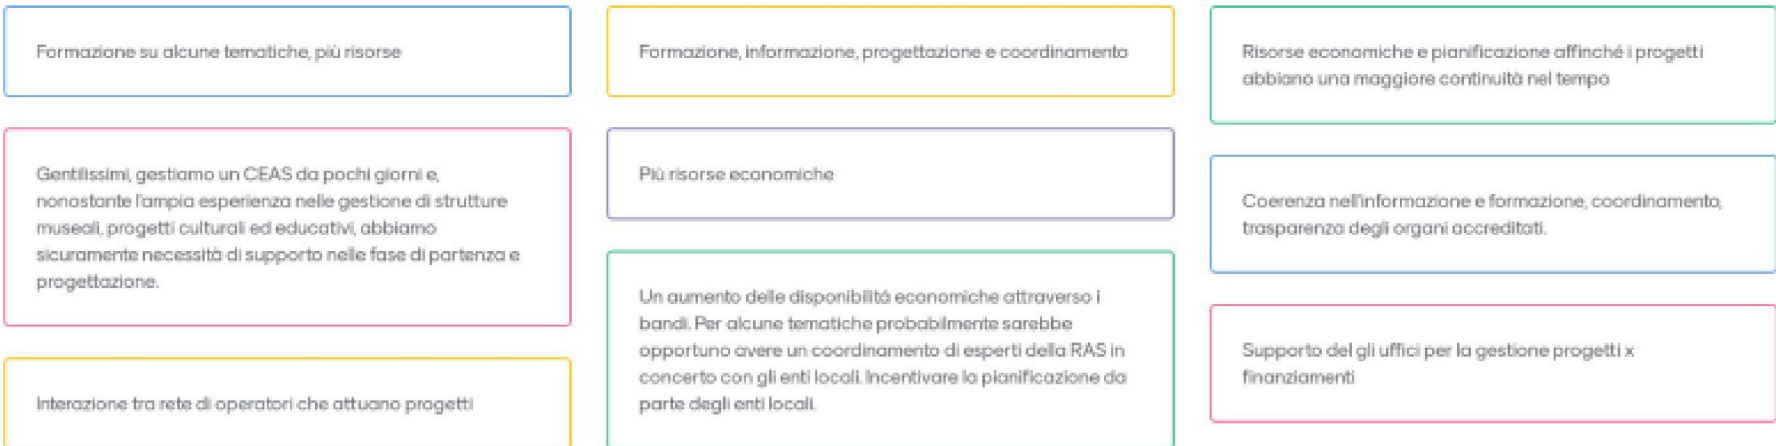 Formazione su alcune tematiche, più risorse
Gentilissimi, gestiamo un CEAS da pochi giorni e,
nonostante l'ampia esperienza nelle gestione di strutture
museali, progetti culturali ed educativi, abbiamo
sicuramente necessità di supporto nelle fase di partenza e
progettazione.
Interazione tra rete di operatori che attuano progetti
Formazione, informazione, progettazione e coordinamento
Più risorse economiche
Un aumento delle disponibilità economiche attraverso i
bandi. Per alcune tematiche probabilmente sarebbe
opportuno avere un coordinamento di esperti della RAS in
concerto con gli enti locali. Incentivare la pianificazione da
parte degli enti locali.
Risorse economiche e pianificazione affinché i progetti
abbiano una maggiore continuità nel tempo
Coerenza nell'informazione e formazione, coordinamento,
trasparenza degli organi accreditati.
Supporto del gli uffici per la gestione progetti x
finanziamenti